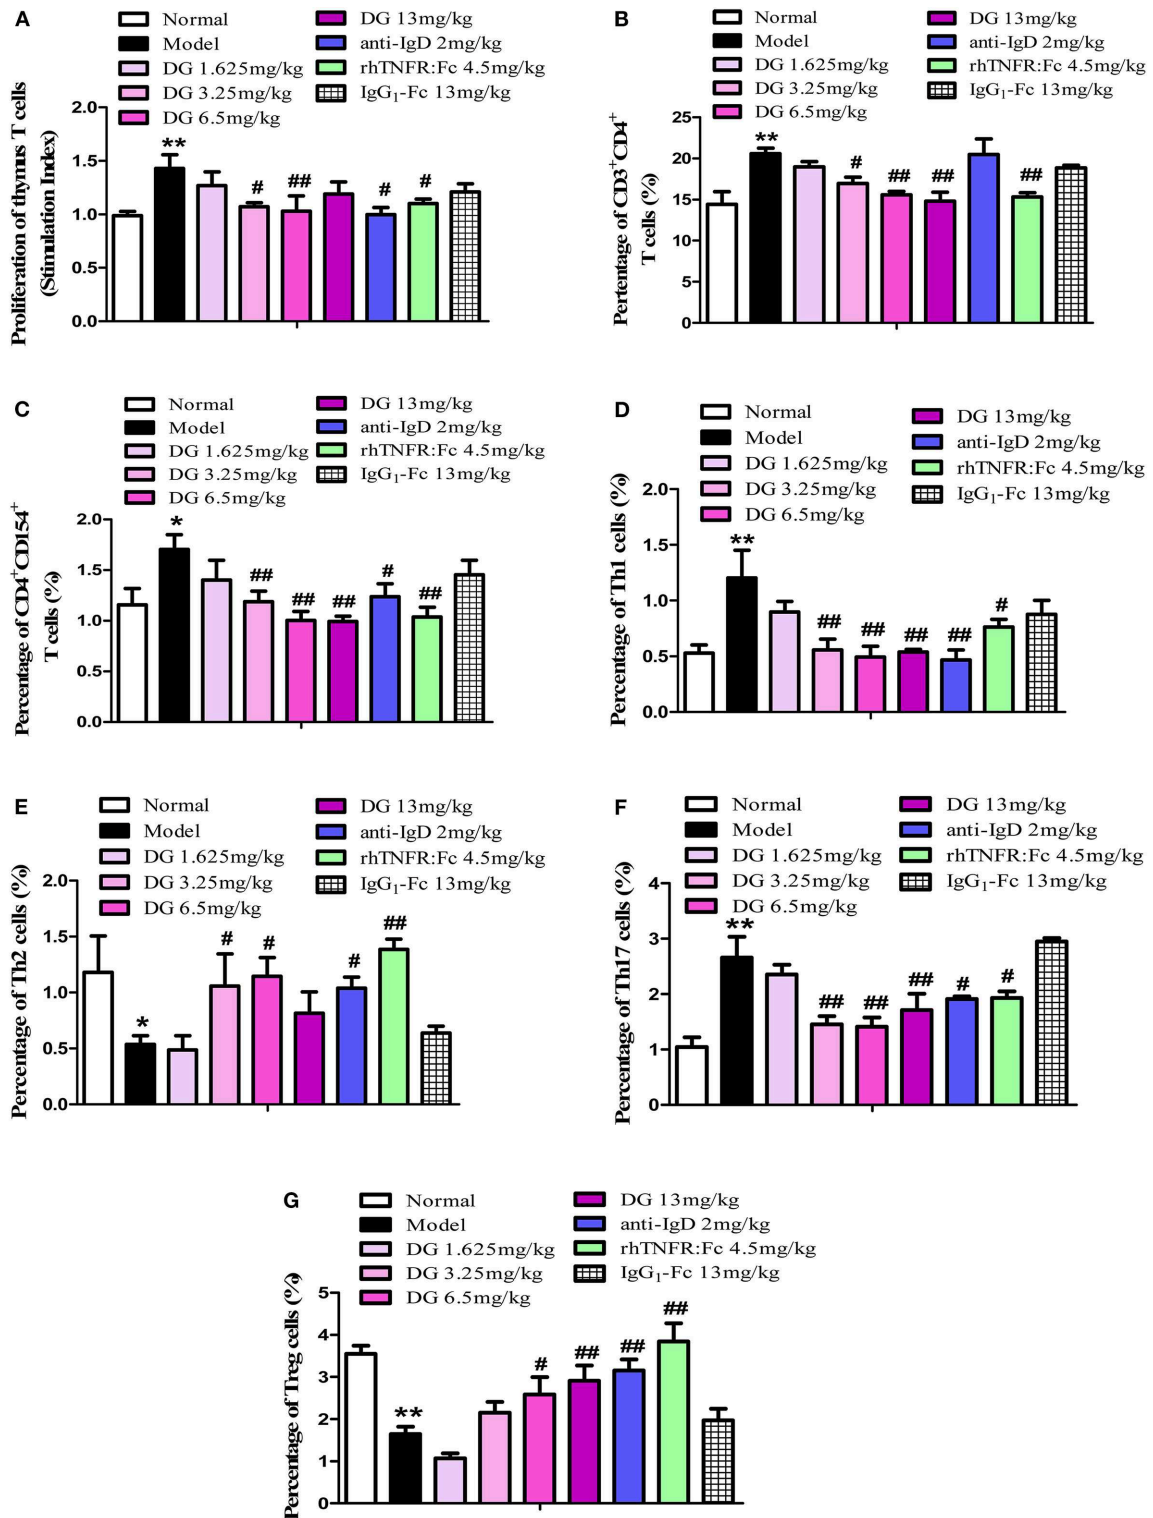 A
Normal
Model
DG 1.625mg/kg
DG 3.25mg/kg
DG 6.5mg/kg
DG 13mg/kg
anti-IgD 2mg/kg
rhTNFR:Fc 4.5mg/kg
IgG₁-Fc 13mg/kg
Proliferation of thymus T cells
(Stimulation Index)
2.0
1.5
1.0
0.5
0.0
**
#
##
#
#
B
Normal
Model
DG 1.625mg/kg
DG 3.25mg/kg
DG 6.5mg/kg
DG 13mg/kg
anti-IgD 2mg/kg
rhTNFR:Fc 4.5mg/kg
IgG₁-Fc 13mg/kg
Pertentage of CD3⁺CD4⁺
T cells (%)
25
20
15
10
5
0
**
#
##
##
##
C
Normal
Model
DG 1.625mg/kg
DG 3.25mg/kg
DG 6.5mg/kg
DG 13mg/kg
anti-IgD 2mg/kg
rhTNFR:Fc 4.5mg/kg
IgG₁-Fc 13mg/kg
Percentage of CD4⁺CD154⁺
T cells (%)
2.0
1.5
1.0
0.5
0.0
*
##
##
##
#
##
D
Normal
Model
DG 1.625mg/kg
DG 3.25mg/kg
DG 6.5mg/kg
DG 13mg/kg
anti-IgD 2mg/kg
rhTNFR:Fc 4.5mg/kg
IgG₁-Fc 13mg/kg
Percentage of Th1 cells (%)
2.0
1.5
1.0
0.5
0.0
**
##
##
##
##
#
E
Normal
Model
DG 1.625mg/kg
DG 3.25mg/kg
DG 6.5mg/kg
DG 13mg/kg
anti-IgD 2mg/kg
rhTNFR:Fc 4.5mg/kg
IgG₁-Fc 13mg/kg
Percentage of Th2 cells (%)
2.0
1.5
1.0
0.5
0.0
*
#
#
#
##
F
Normal
Model
DG 1.625mg/kg
DG 3.25mg/kg
DG 6.5mg/kg
DG 13mg/kg
anti-IgD 2mg/kg
rhTNFR:Fc 4.5mg/kg
IgG₁-Fc 13mg/kg
Percentage of Th17 cells (%)
4
3
2
1
0
**
##
##
##
#
#
G
Normal
Model
DG 1.625mg/kg
DG 3.25mg/kg
DG 6.5mg/kg
DG 13mg/kg
anti-IgD 2mg/kg
rhTNFR:Fc 4.5mg/kg
IgG₁-Fc 13mg/kg
Percentage of Treg cells (%)
5
4
3
2
1
0
**
#
##
##
##